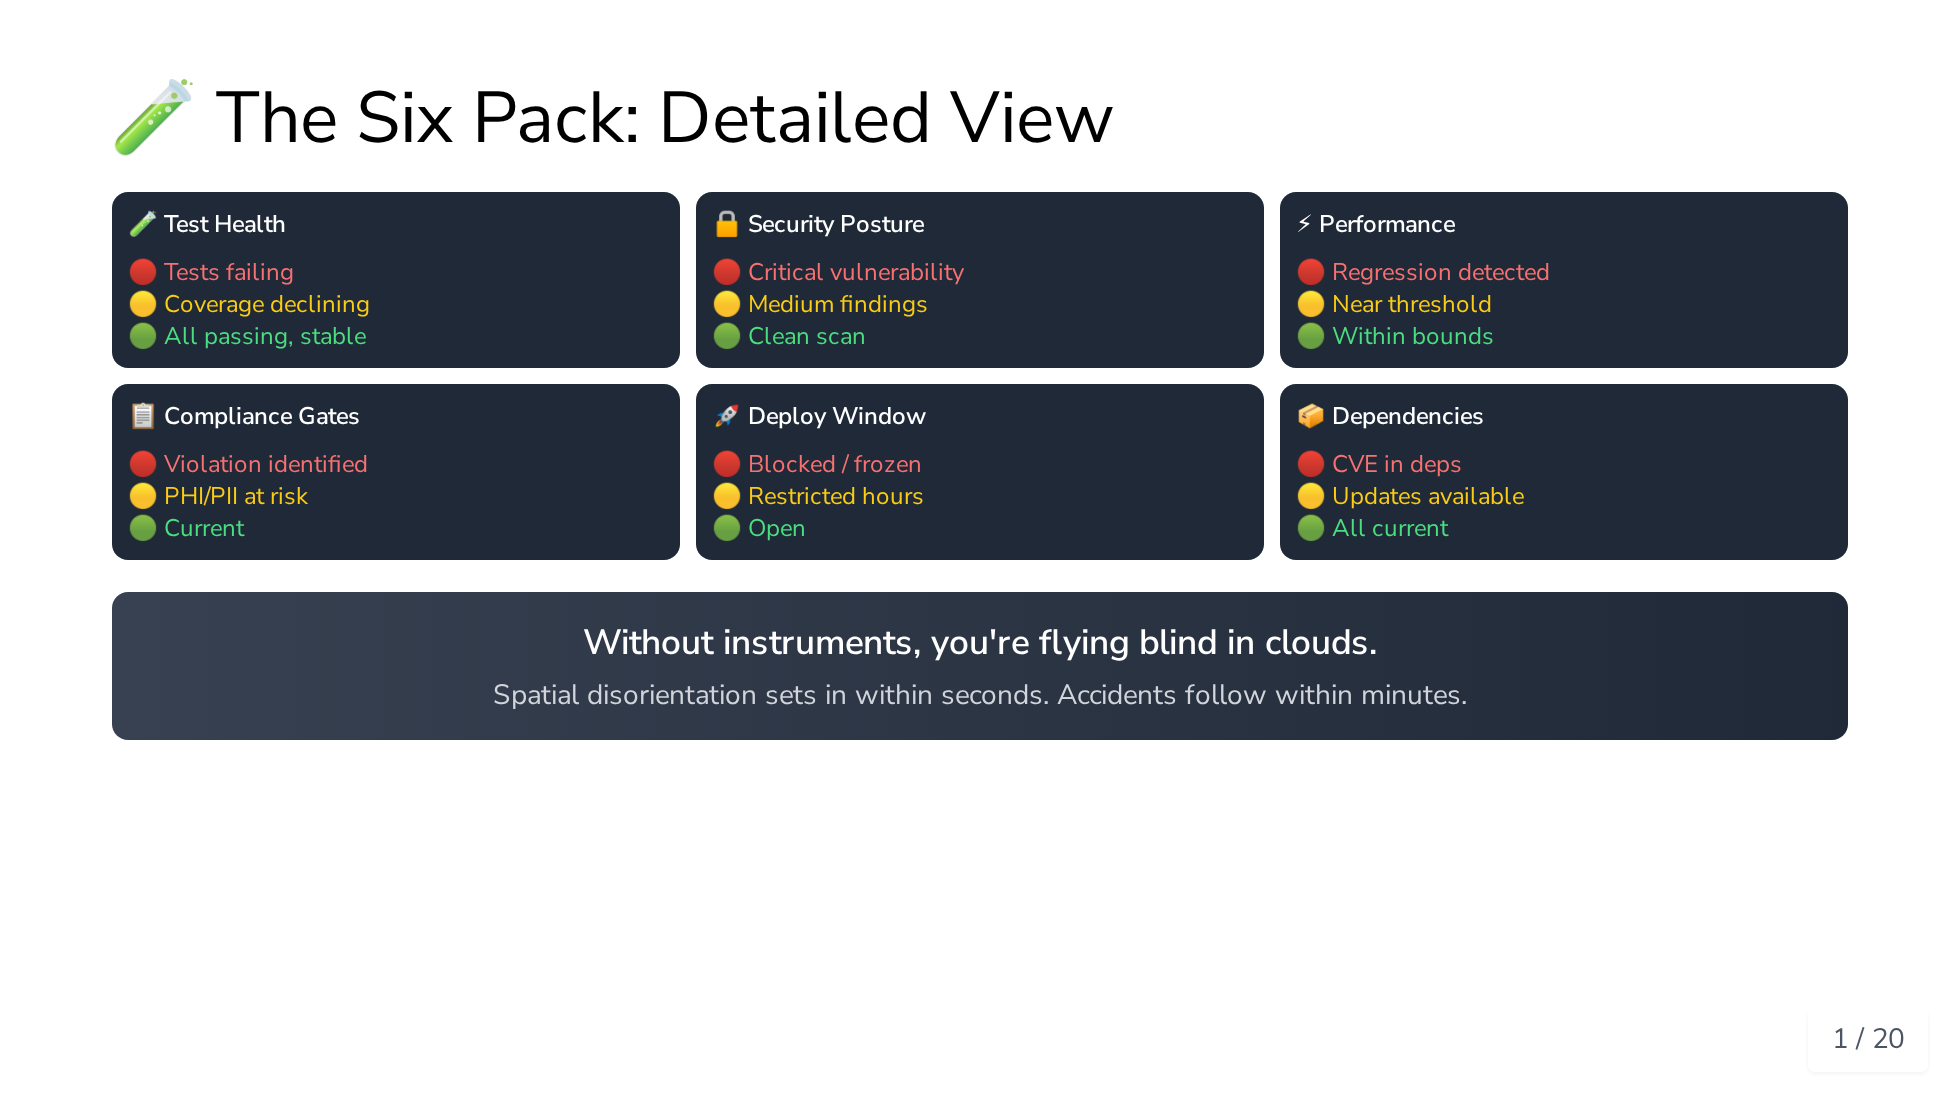 🧪 The Six Pack: Detailed View
🧪 Test Health
🔴 Tests failing
🟡 Coverage declining
🟢 All passing, stable
🔒 Security Posture
🔴 Critical vulnerability
🟡 Medium findings
🟢 Clean scan
⚡ Performance
🔴 Regression detected
🟡 Near threshold
🟢 Within bounds
📋 Compliance Gates
🔴 Violation identified
🟡 PHI/PII at risk
🟢 Current
🚀 Deploy Window
🔴 Blocked / frozen
🟡 Restricted hours
🟢 Open
📦 Dependencies
🔴 CVE in deps
🟡 Updates available
🟢 All current
Without instruments, you're flying blind in clouds.
Spatial disorientation sets in within seconds. Accidents follow within minutes.
1 / 20